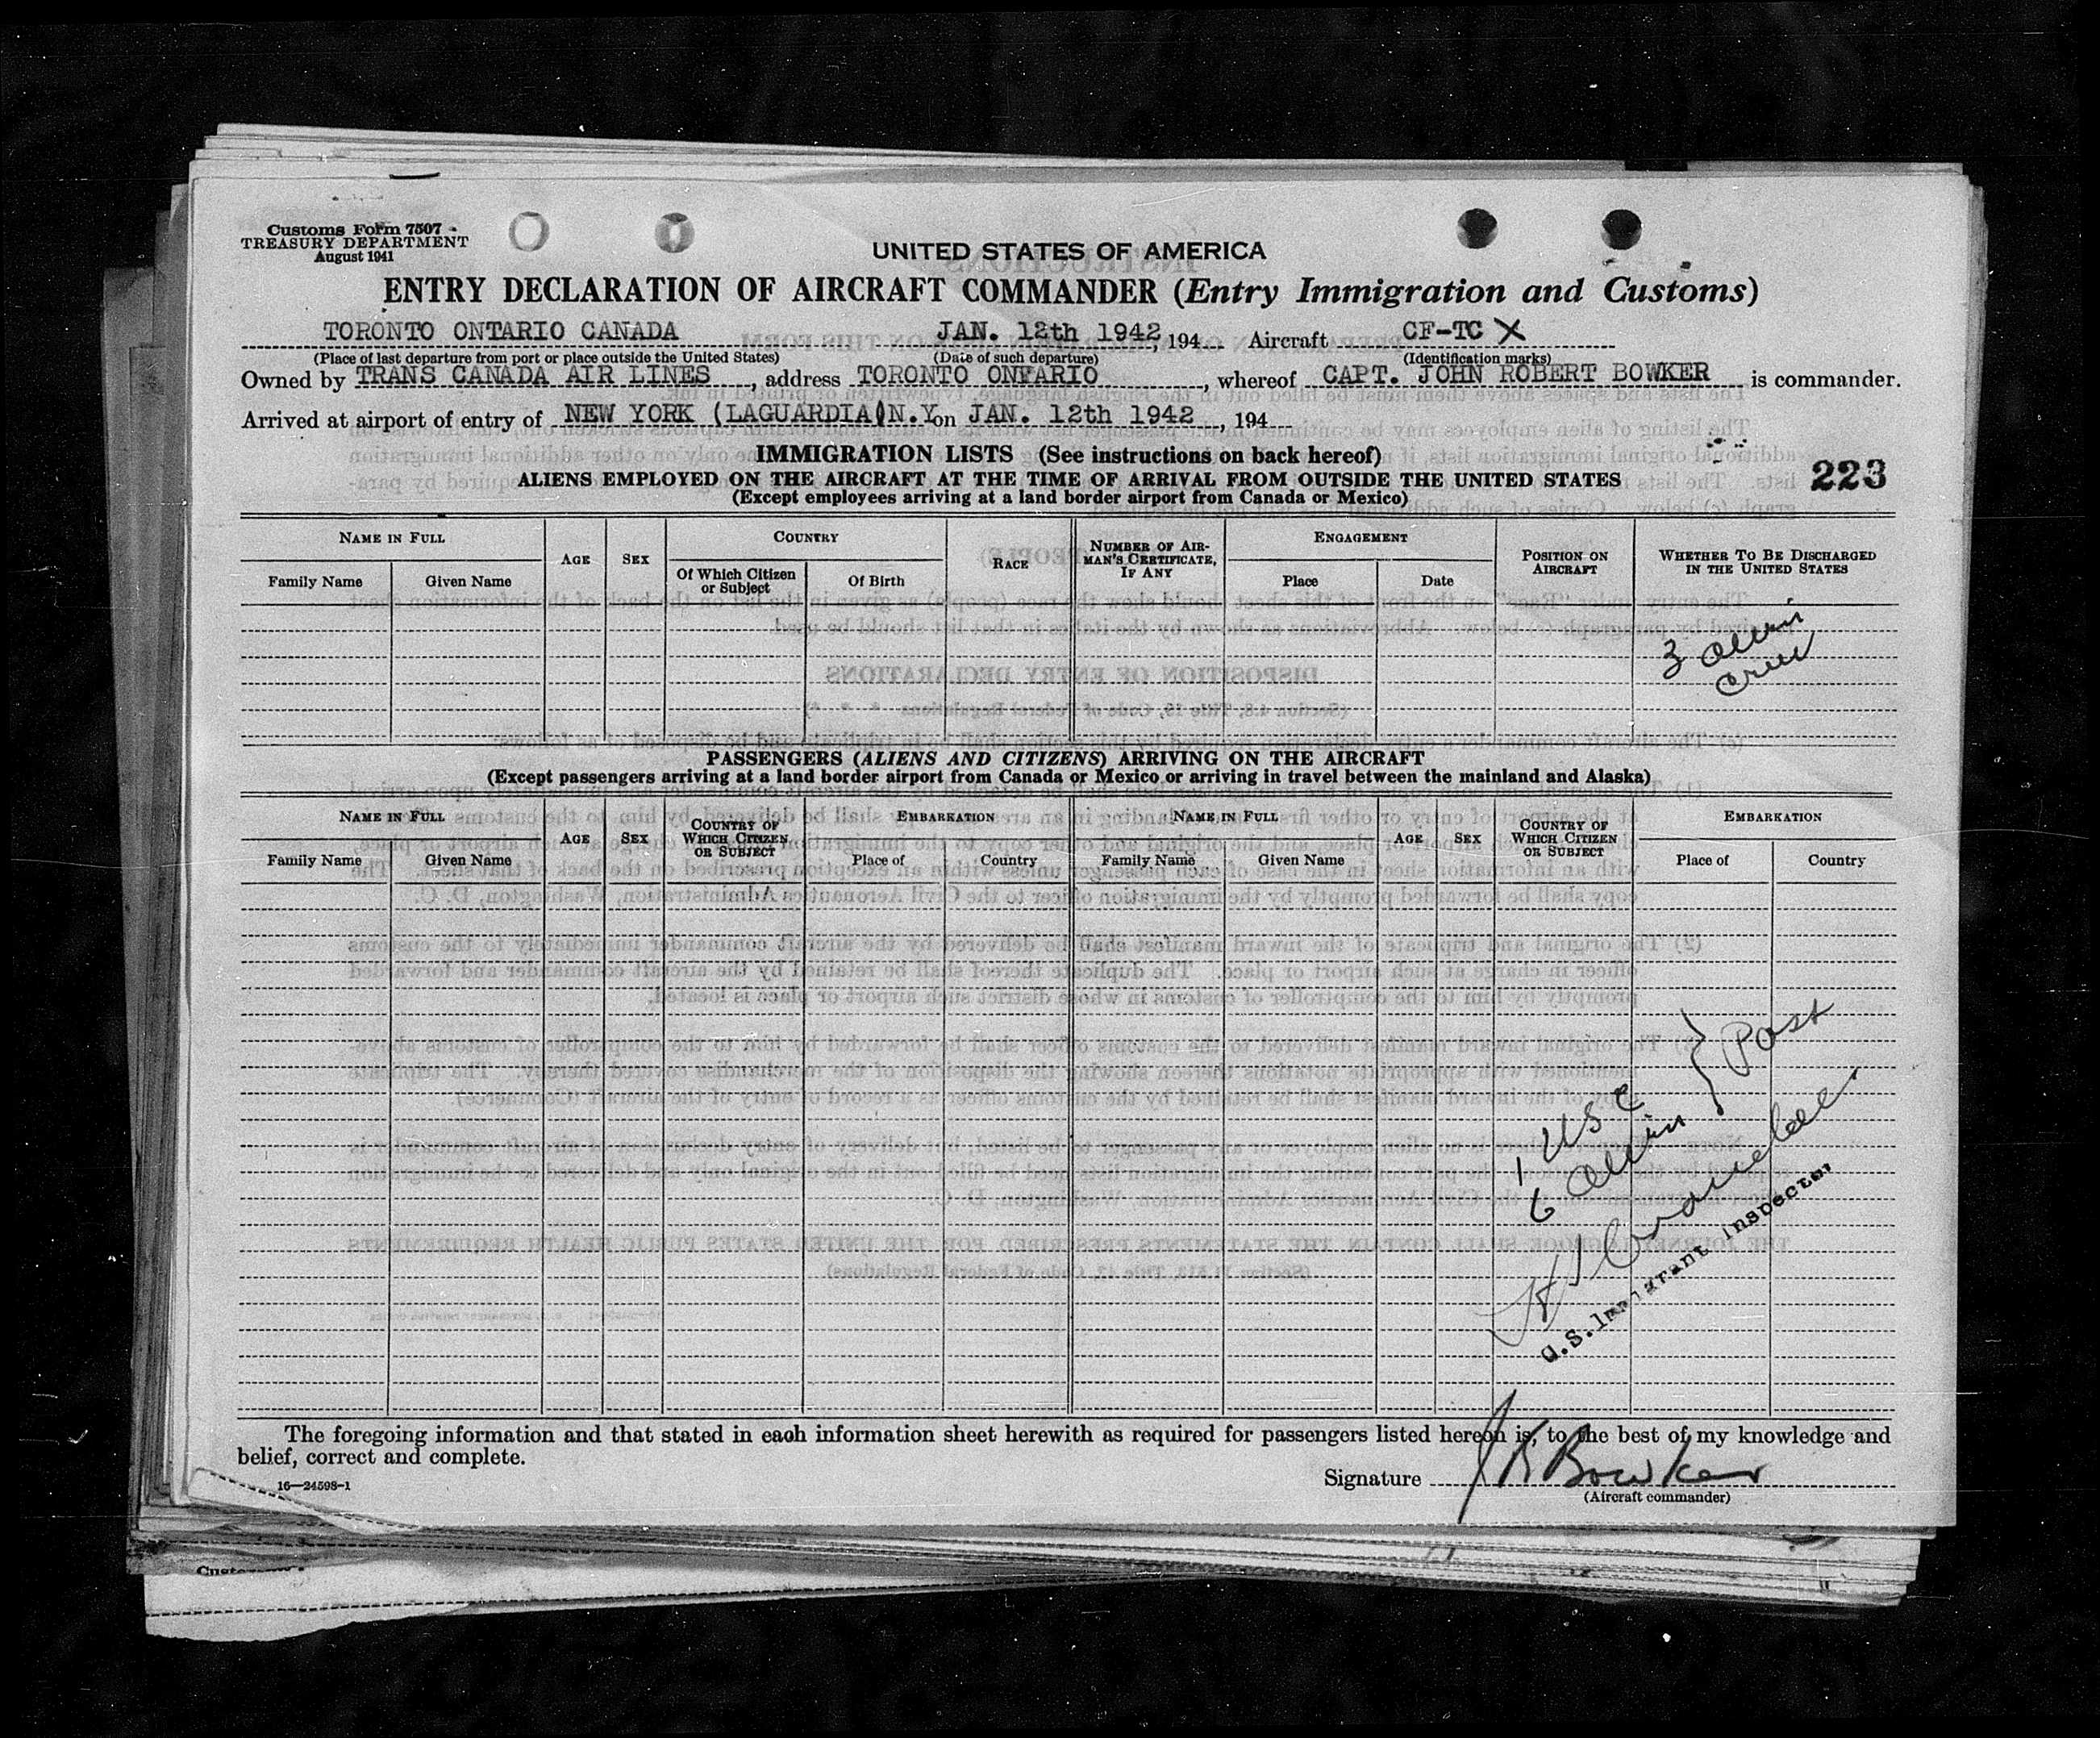 Customs Form 7507
TREASURY DEPARTMENT
August 1941
UNITED STATES OF AMERICA
ENTRY DECLARATION OF AIRCRAFT COMMANDER (Entry Immigration and Customs)
TORONTO ONTARIO CANADA JAN. 12th 1942, 194 Aircraft CF-TC X
(Place of last departure from port or place outside the United States) (Date of such departure) (Identification marks)
Owned by TRANS CANADA AIR LINES, address TORONTO ONTARIO, whereof CAPT. JOHN ROBERT BOWKER is commander.
Arrived at airport of entry of NEW YORK (LAGUARDIA)N.Y. on JAN. 12th 1942, 194
IMMIGRATION LISTS (See instructions on back hereof)
223
ALIENS EMPLOYED ON THE AIRCRAFT AT THE TIME OF ARRIVAL FROM OUTSIDE THE UNITED STATES
(Except employees arriving at a land border airport from Canada or Mexico)
NAME IN FULL AGE SEX COUNTRY RACE NUMBER OF AIRMAN'S CERTIFICATE, IF ANY ENGAGEMENT POSITION ON AIRCRAFT WHETHER TO BE DISCHARGED IN THE UNITED STATES
Family Name Given Name Of Which Citizen or Subject Of Birth Place Date
3 alien
crew
PASSENGERS (ALIENS AND CITIZENS) ARRIVING ON THE AIRCRAFT
(Except passengers arriving at a land border airport from Canada or Mexico or arriving in travel between the mainland and Alaska)
NAME IN FULL AGE SEX COUNTRY OF WHICH CITIZEN OR SUBJECT EMBARKATION NAME IN FULL AGE SEX COUNTRY OF WHICH CITIZEN OR SUBJECT EMBARKATION
Family Name Given Name Place of Country Family Name Given Name Place of Country
1 USC
6 alien } Pass
U.S. Immigrant Inspector
The foregoing information and that stated in each information sheet herewith as required for passengers listed hereon is, to the best of my knowledge and
belief, correct and complete.
16—24598-1
Signature J R Bowker
(Aircraft commander)